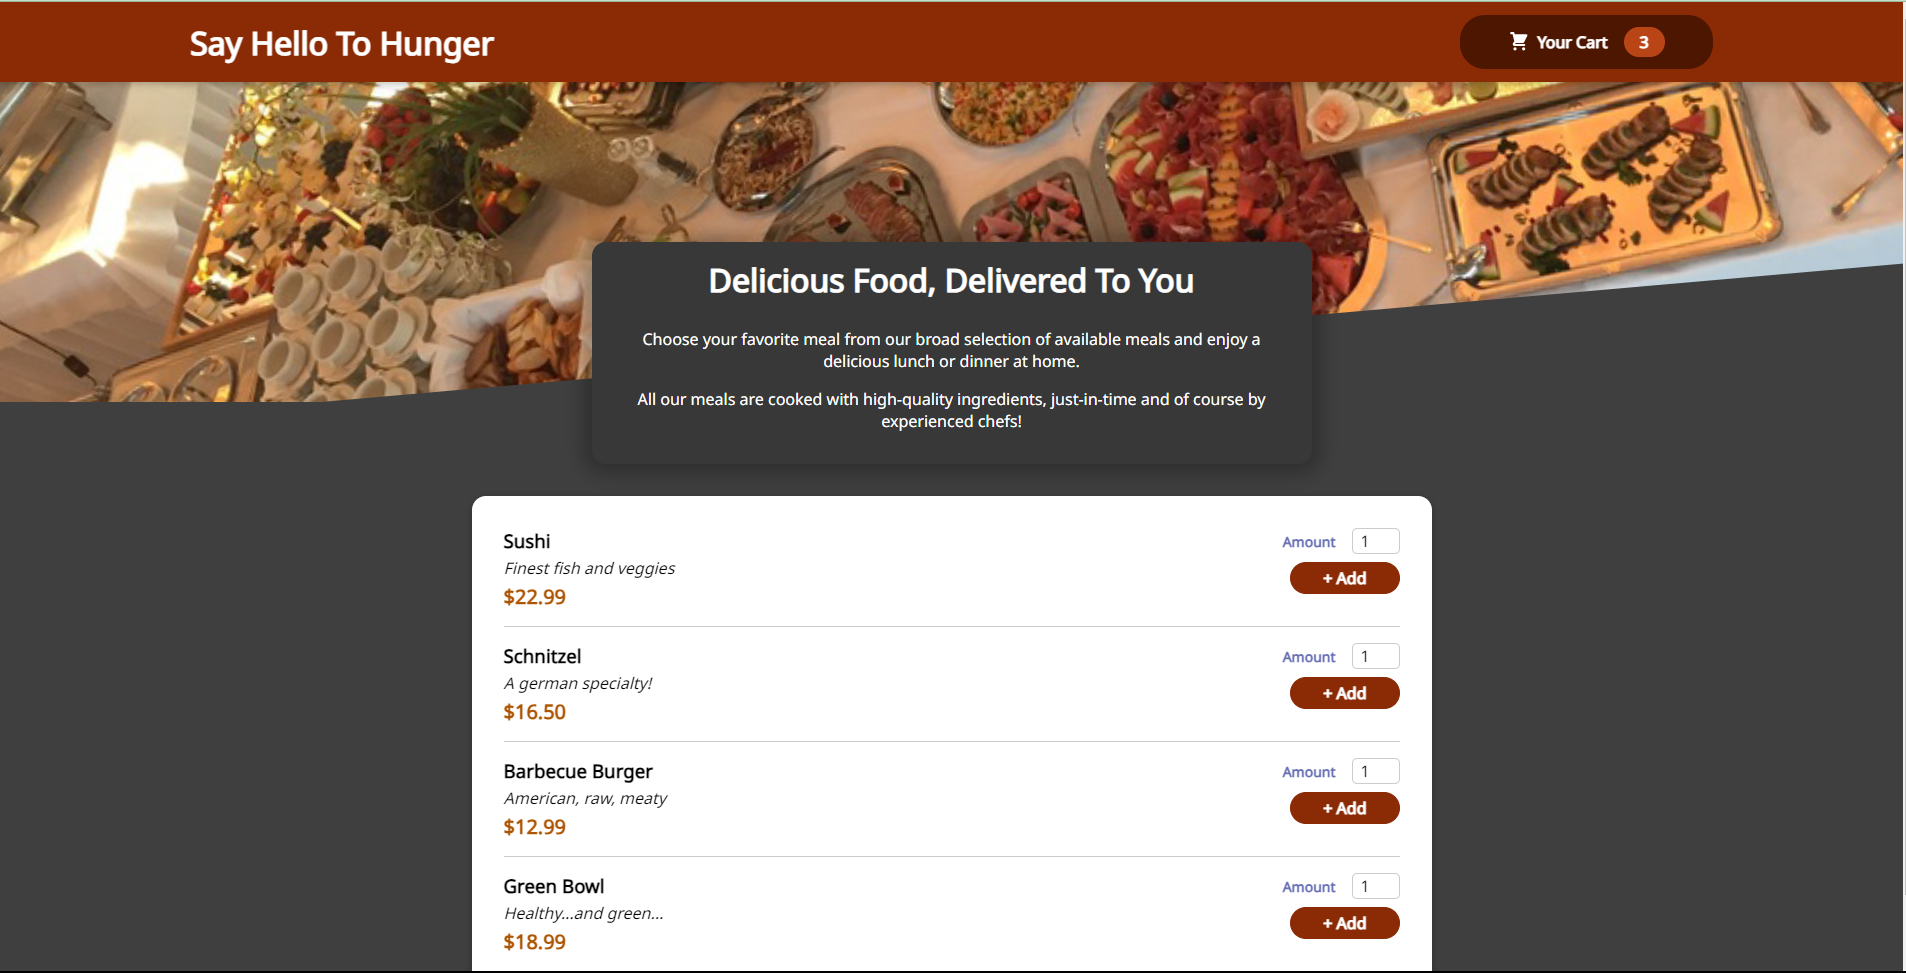 Say Hello To Hunger
Your Cart 3
Delicious Food, Delivered To You
Choose your favorite meal from our broad selection of available meals and enjoy a
delicious lunch or dinner at home.
All our meals are cooked with high-quality ingredients, just-in-time and of course by
experienced chefs!
Sushi
Finest fish and veggies
$22.99
Amount 1
+ Add
Schnitzel
A german specialty!
$16.50
Amount 1
+ Add
Barbecue Burger
American, raw, meaty
$12.99
Amount 1
+ Add
Green Bowl
Healthy...and green...
$18.99
Amount 1
+ Add